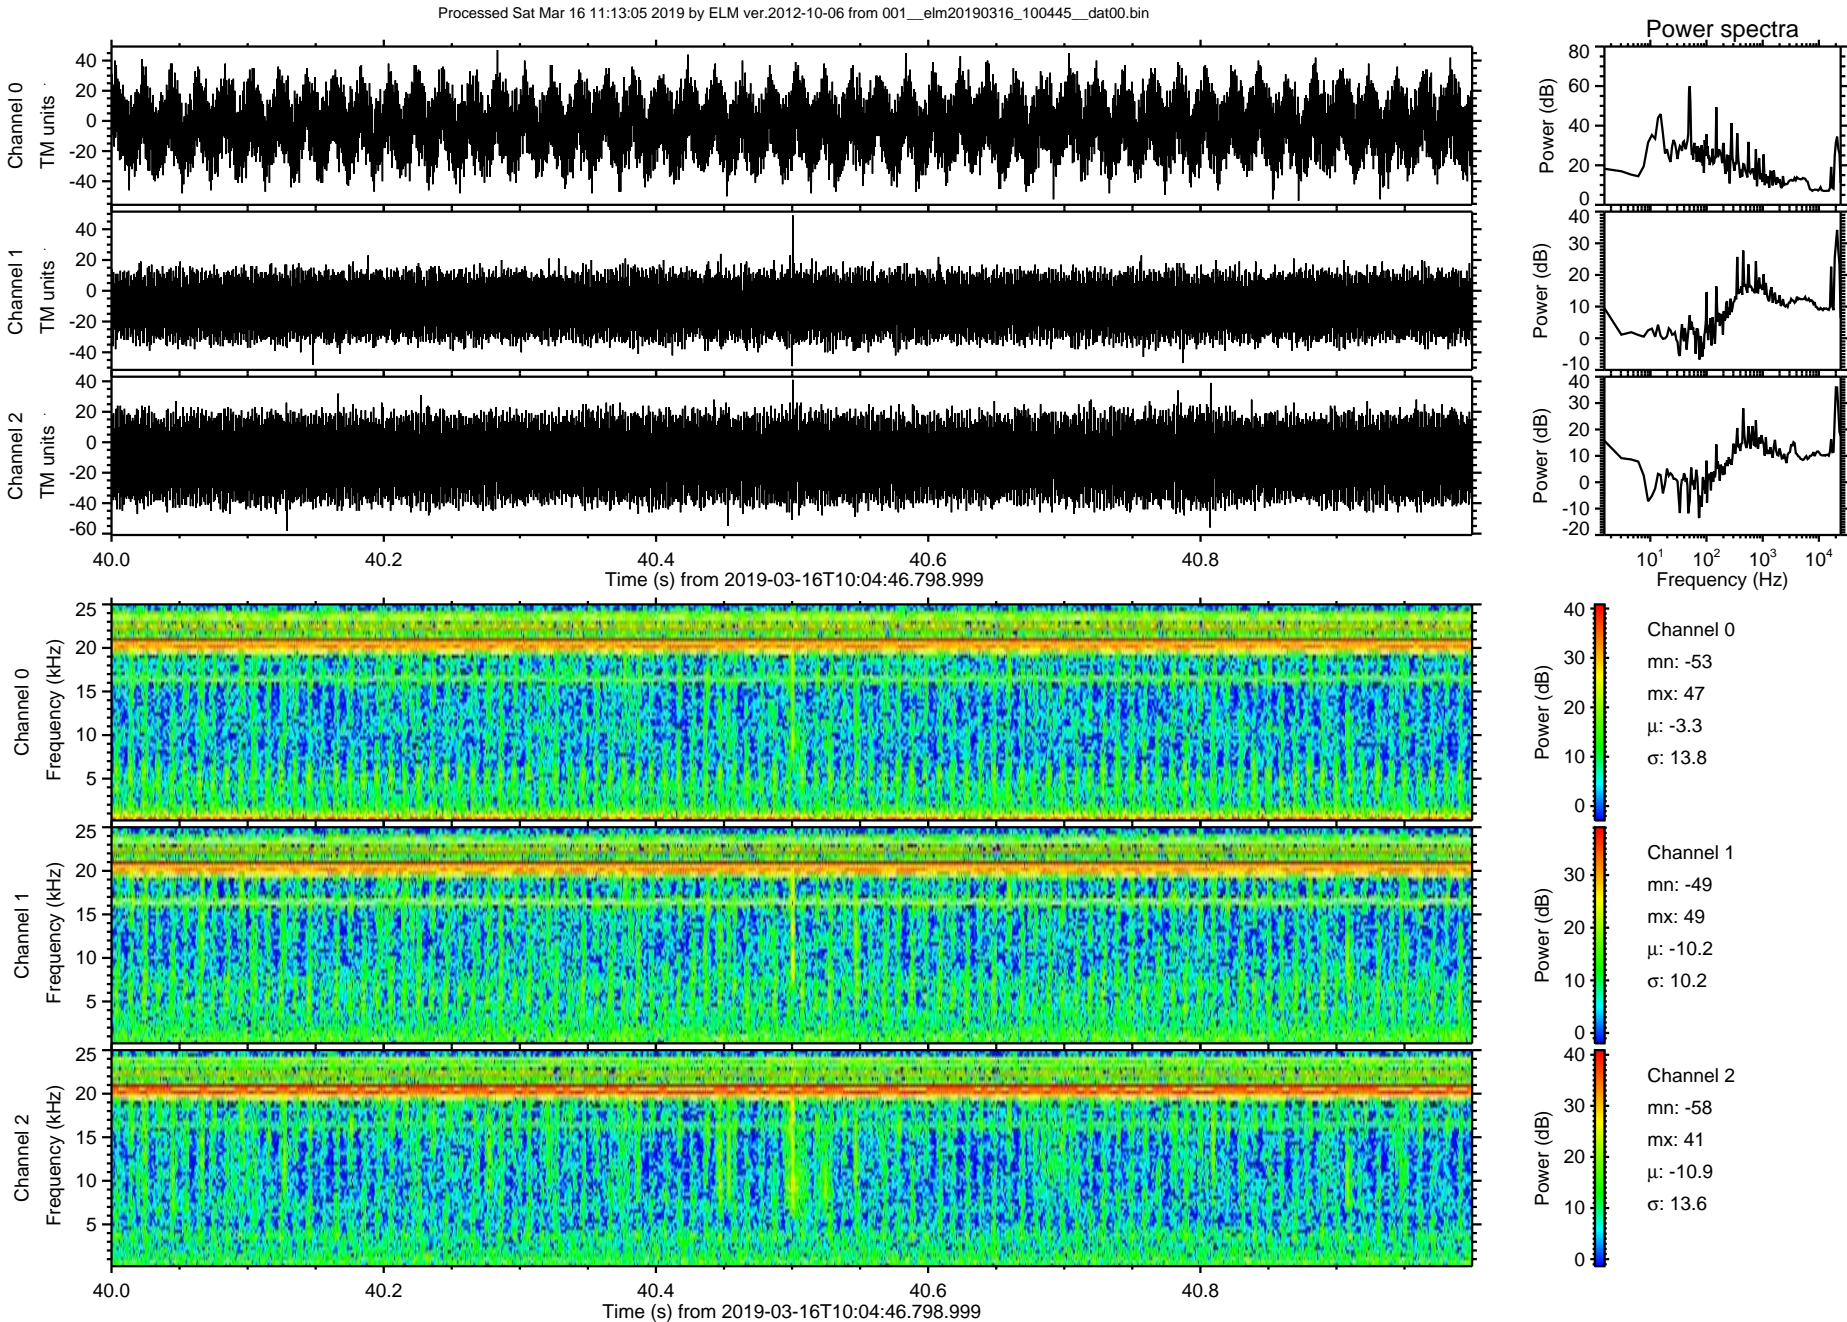 Processed Sat Mar 16 11:13:05 2019 by ELM ver.2012-10-06 from 001__elm20190316_100445__dat00.bin
Power spectra
Channel 0
TM units
40
20
0
-20
-40
Power (dB)
80
60
40
20
0
Channel 1
TM units
40
20
0
-20
-40
Power (dB)
40
30
20
10
0
-10
Channel 2
TM units
40
20
0
-20
-40
-60
Power (dB)
40
30
20
10
0
-10
-20
40.0 40.2 40.4 40.6 40.8
Time (s) from 2019-03-16T10:04:46.798.999
10^1 10^2 10^3 10^4
Frequency (Hz)
Channel 0
Frequency (kHz)
25
20
15
10
5
Power (dB)
40
30
20
10
0
Channel 0
mn: -53
mx: 47
µ: -3.3
σ: 13.8
Channel 1
Frequency (kHz)
25
20
15
10
5
Power (dB)
30
20
10
0
Channel 1
mn: -49
mx: 49
µ: -10.2
σ: 10.2
Channel 2
Frequency (kHz)
25
20
15
10
5
Power (dB)
40
30
20
10
0
Channel 2
mn: -58
mx: 41
µ: -10.9
σ: 13.6
40.0 40.2 40.4 40.6 40.8
Time (s) from 2019-03-16T10:04:46.798.999